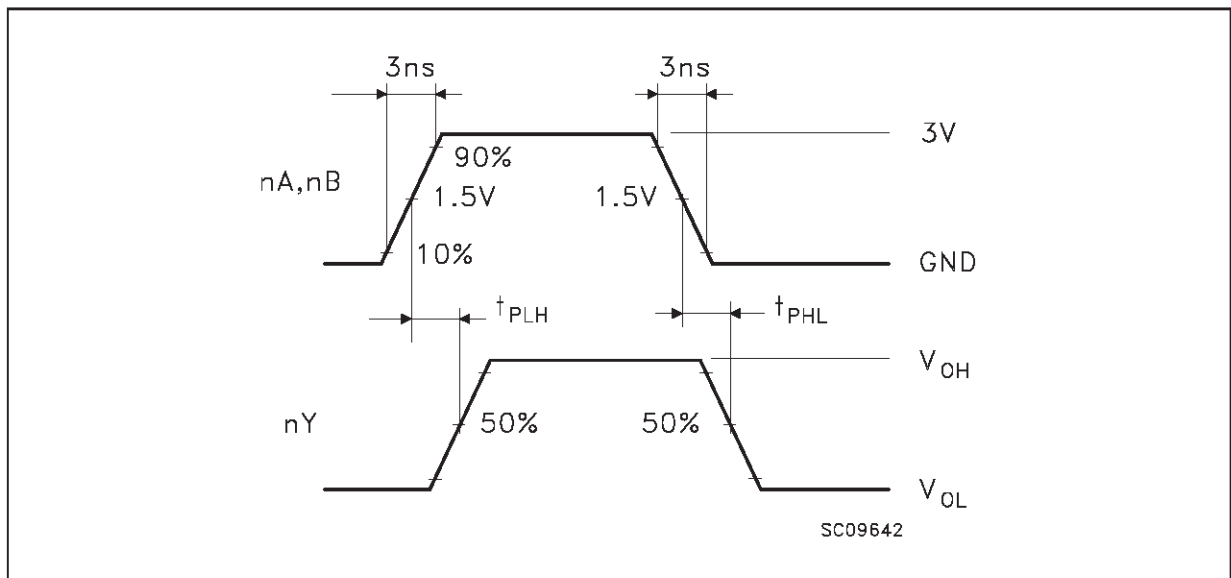 3ns 3ns
3V
90%
nA,nB
1.5V 1.5V
10%
GND
tPLH tPHL
VOH
nY
50% 50%
VOL
SC09642